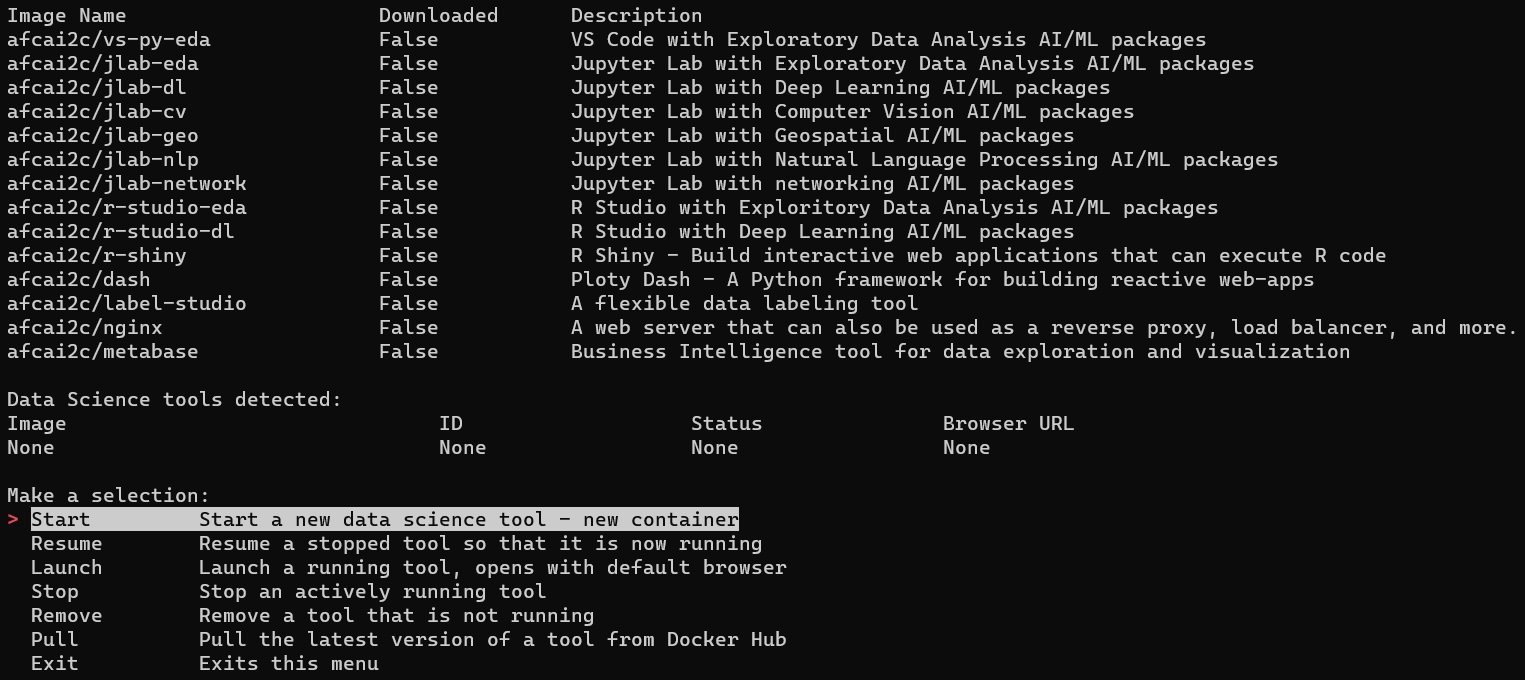 Image Name Downloaded Description
afcai2c/vs-py-eda False VS Code with Exploratory Data Analysis AI/ML packages
afcai2c/jlab-eda False Jupyter Lab with Exploratory Data Analysis AI/ML packages
afcai2c/jlab-dl False Jupyter Lab with Deep Learning AI/ML packages
afcai2c/jlab-cv False Jupyter Lab with Computer Vision AI/ML packages
afcai2c/jlab-geo False Jupyter Lab with Geospatial AI/ML packages
afcai2c/jlab-nlp False Jupyter Lab with Natural Language Processing AI/ML packages
afcai2c/jlab-network False Jupyter Lab with networking AI/ML packages
afcai2c/r-studio-eda False R Studio with Exploritory Data Analysis AI/ML packages
afcai2c/r-studio-dl False R Studio with Deep Learning AI/ML packages
afcai2c/r-shiny False R Shiny - Build interactive web applications that can execute R code
afcai2c/dash False Ploty Dash - A Python framework for building reactive web-apps
afcai2c/label-studio False A flexible data labeling tool
afcai2c/nginx False A web server that can also be used as a reverse proxy, load balancer, and more.
afcai2c/metabase False Business Intelligence tool for data exploration and visualization
Data Science tools detected:
Image ID Status Browser URL
None None None None
Make a selection:
> Start Start a new data science tool - new container
Resume Resume a stopped tool so that it is now running
Launch Launch a running tool, opens with default browser
Stop Stop an actively running tool
Remove Remove a tool that is not running
Pull Pull the latest version of a tool from Docker Hub
Exit Exits this menu